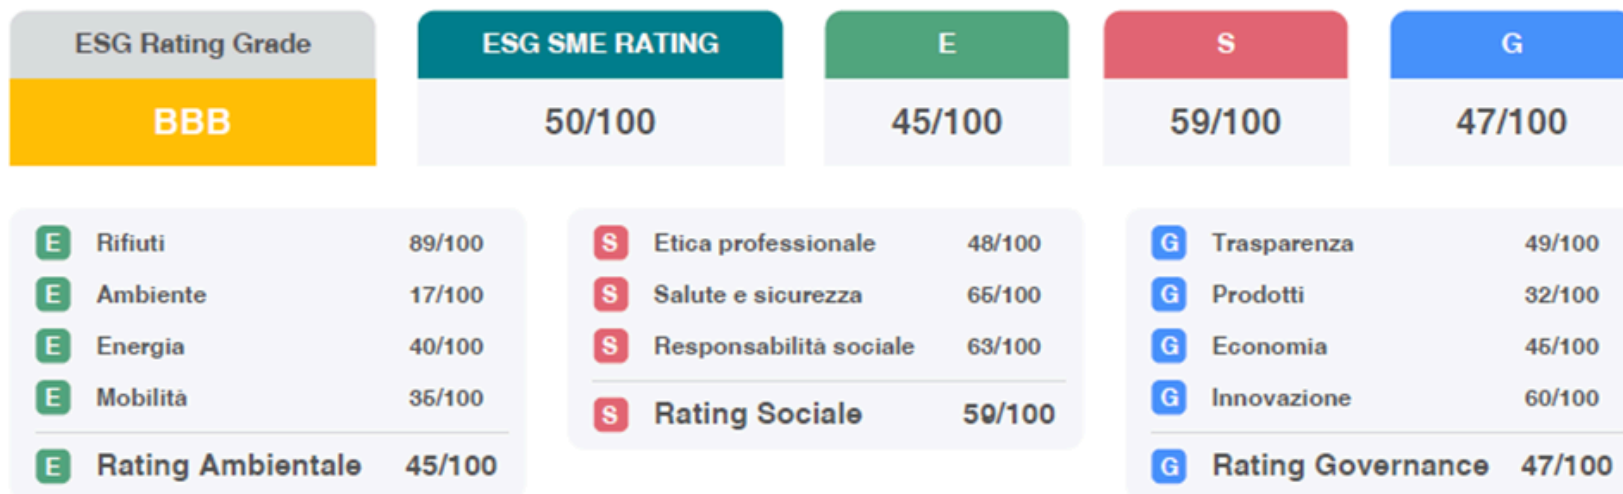 ESG Rating Grade
BBB
ESG SME RATING
50/100
E
45/100
S
59/100
G
47/100
E Rifiuti 89/100
E Ambiente 17/100
E Energia 40/100
E Mobilità 35/100
E Rating Ambientale 45/100
S Etica professionale 48/100
S Salute e sicurezza 65/100
S Responsabilità sociale 63/100
S Rating Sociale 59/100
G Trasparenza 49/100
G Prodotti 32/100
G Economia 45/100
G Innovazione 60/100
G Rating Governance 47/100